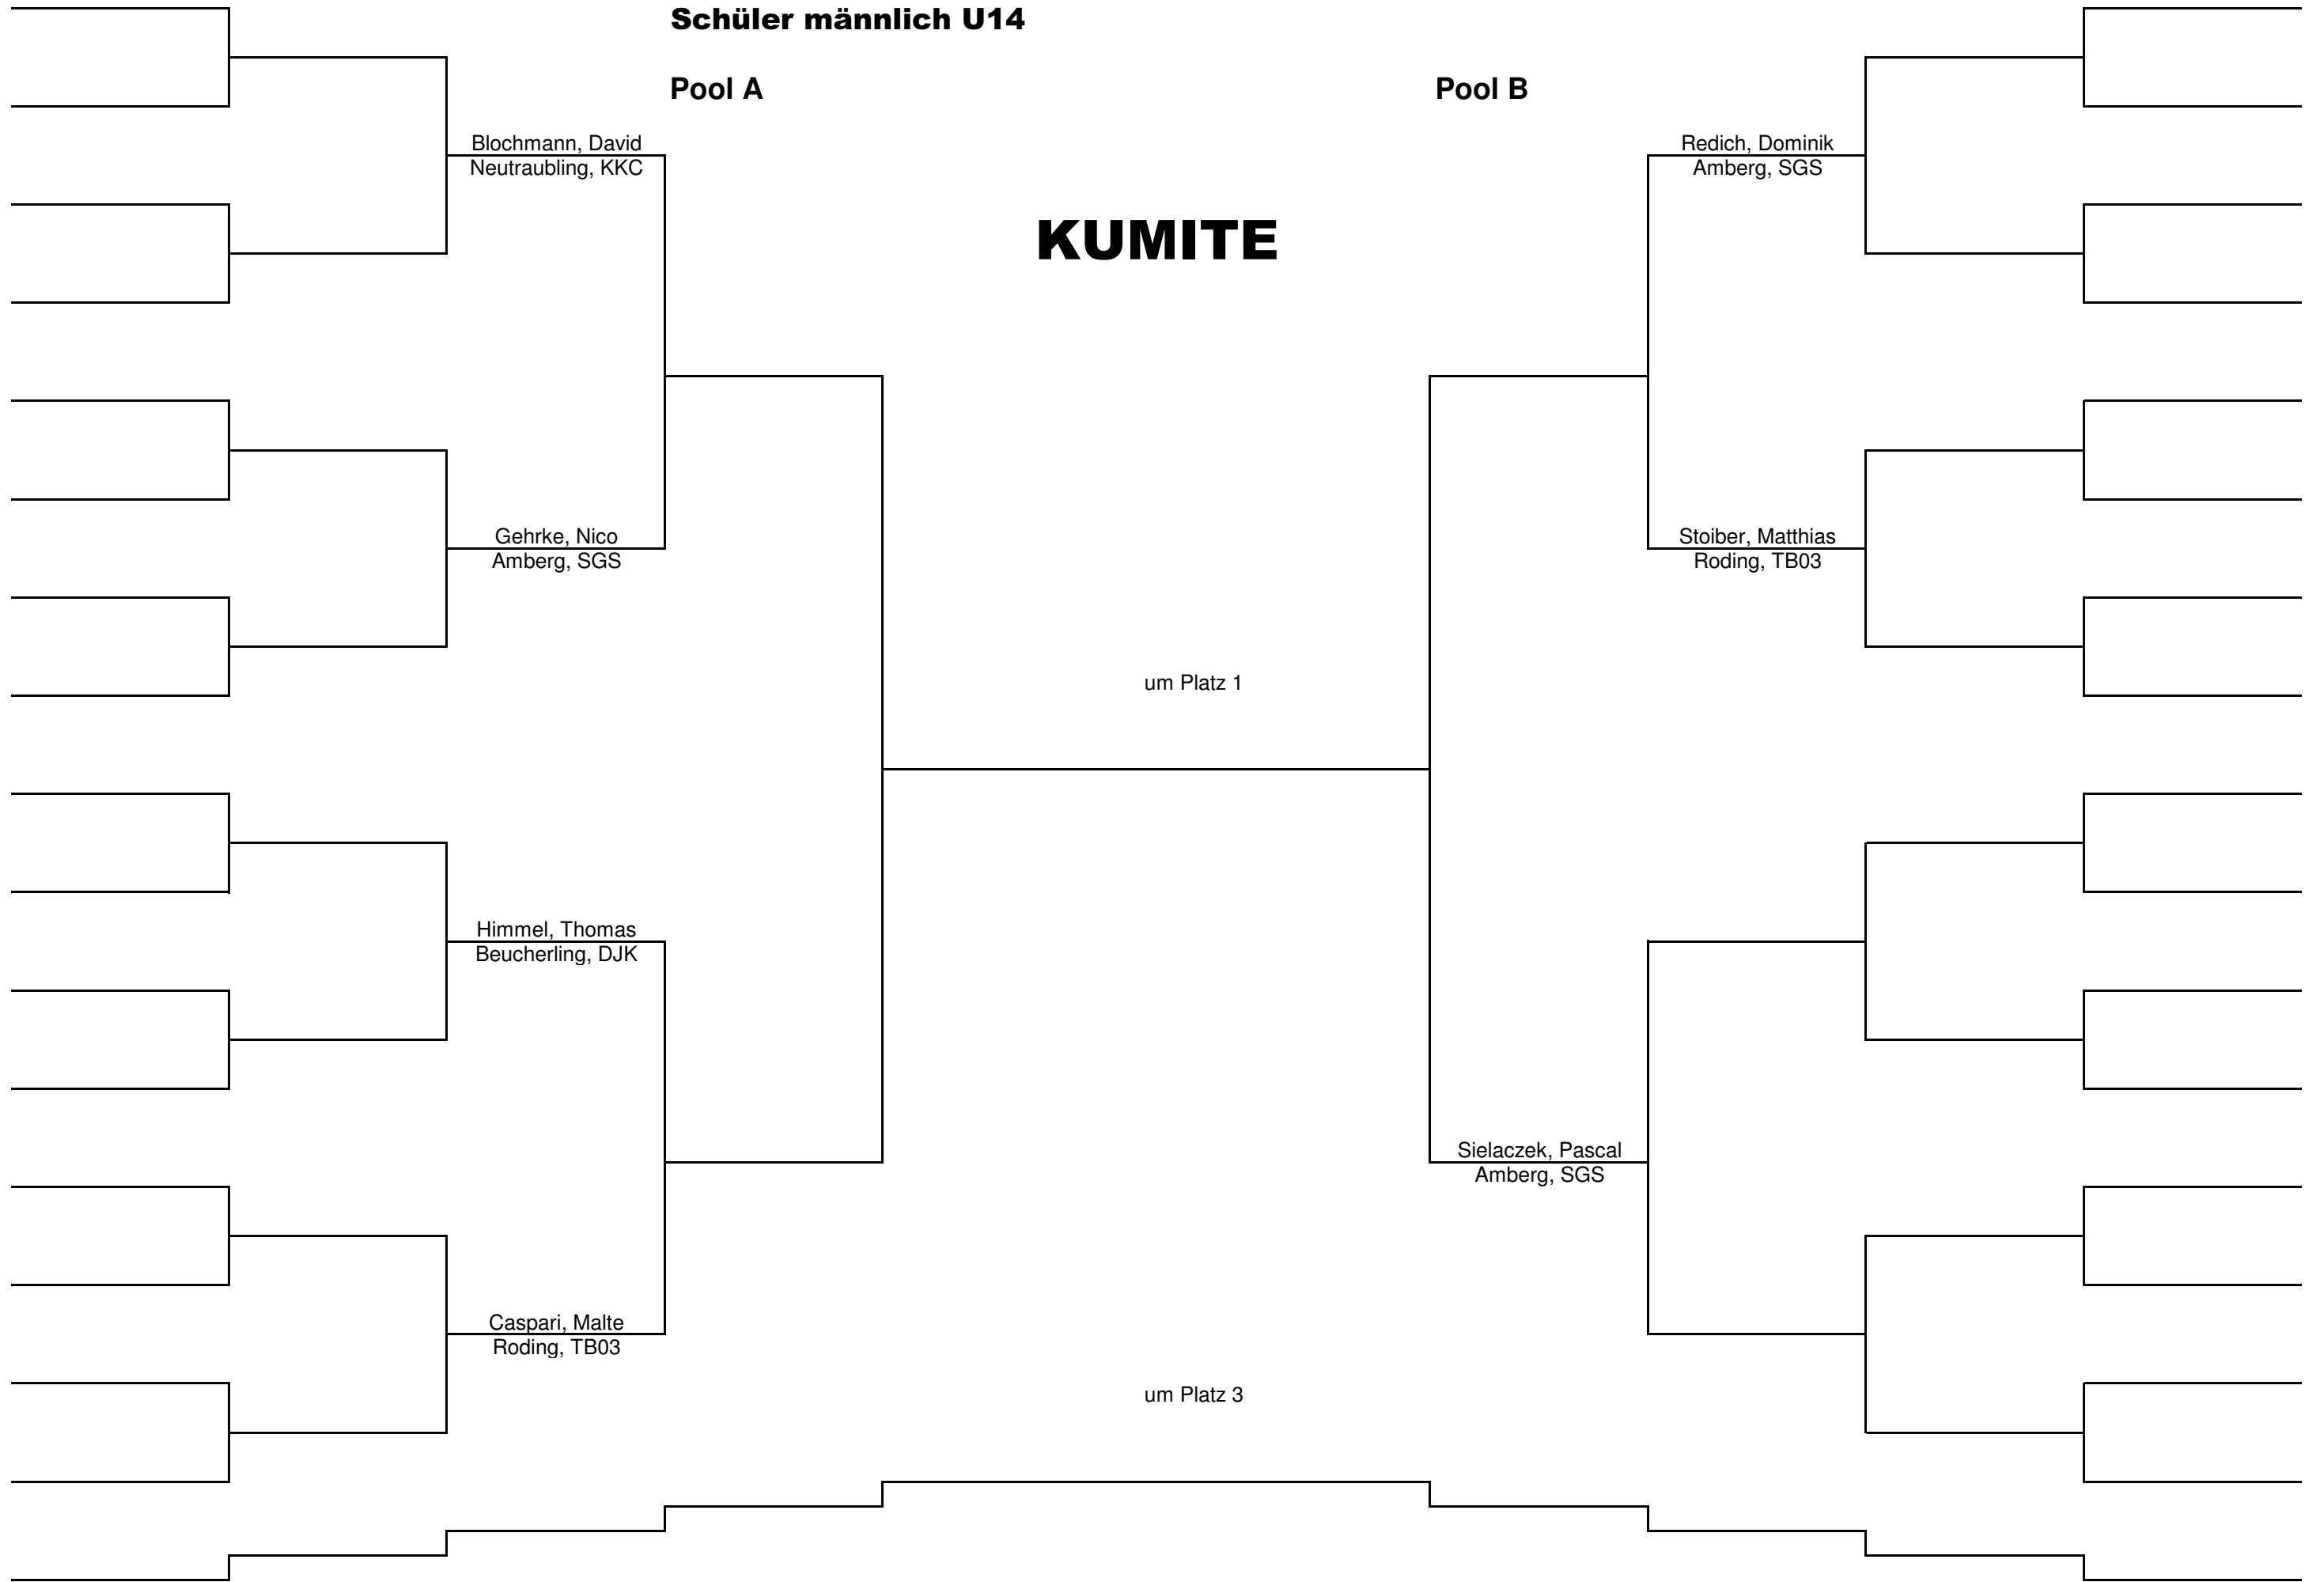 Schüler männlich U14
Pool A
Pool B
Blochmann, David
Neutraubling, KKC
Redich, Dominik
Amberg, SGS
KUMITE
Gehrke, Nico
Amberg, SGS
Stoiber, Matthias
Roding, TB03
um Platz 1
Himmel, Thomas
Beucherling, DJK
Sielaczek, Pascal
Amberg, SGS
Caspari, Malte
Roding, TB03
um Platz 3